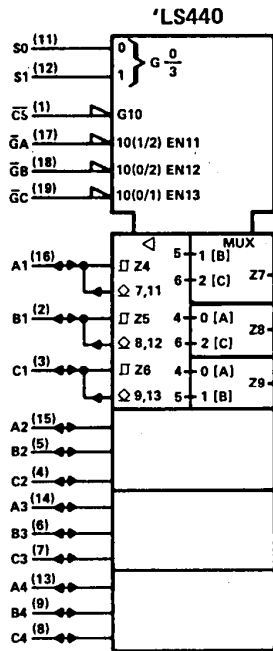 'LS440
S0 (11) 0
S1 (12) 1 } G 0/3
CS (1) G10
GA (17) 10(1/2) EN11
GB (18) 10(0/2) EN12
GC (19) 10(0/1) EN13
MUX
A1 (16) Z4 5 1 [B] Z7
7,11 6 2 [C]
B1 (2) Z5 4 0 [A] Z8
8,12 6 2 [C]
C1 (3) Z6 4 0 [A] Z9
9,13 5 1 [B]
A2 (15)
B2 (5)
C2 (4)
A3 (14)
B3 (6)
C3 (7)
A4 (13)
B4 (9)
C4 (8)